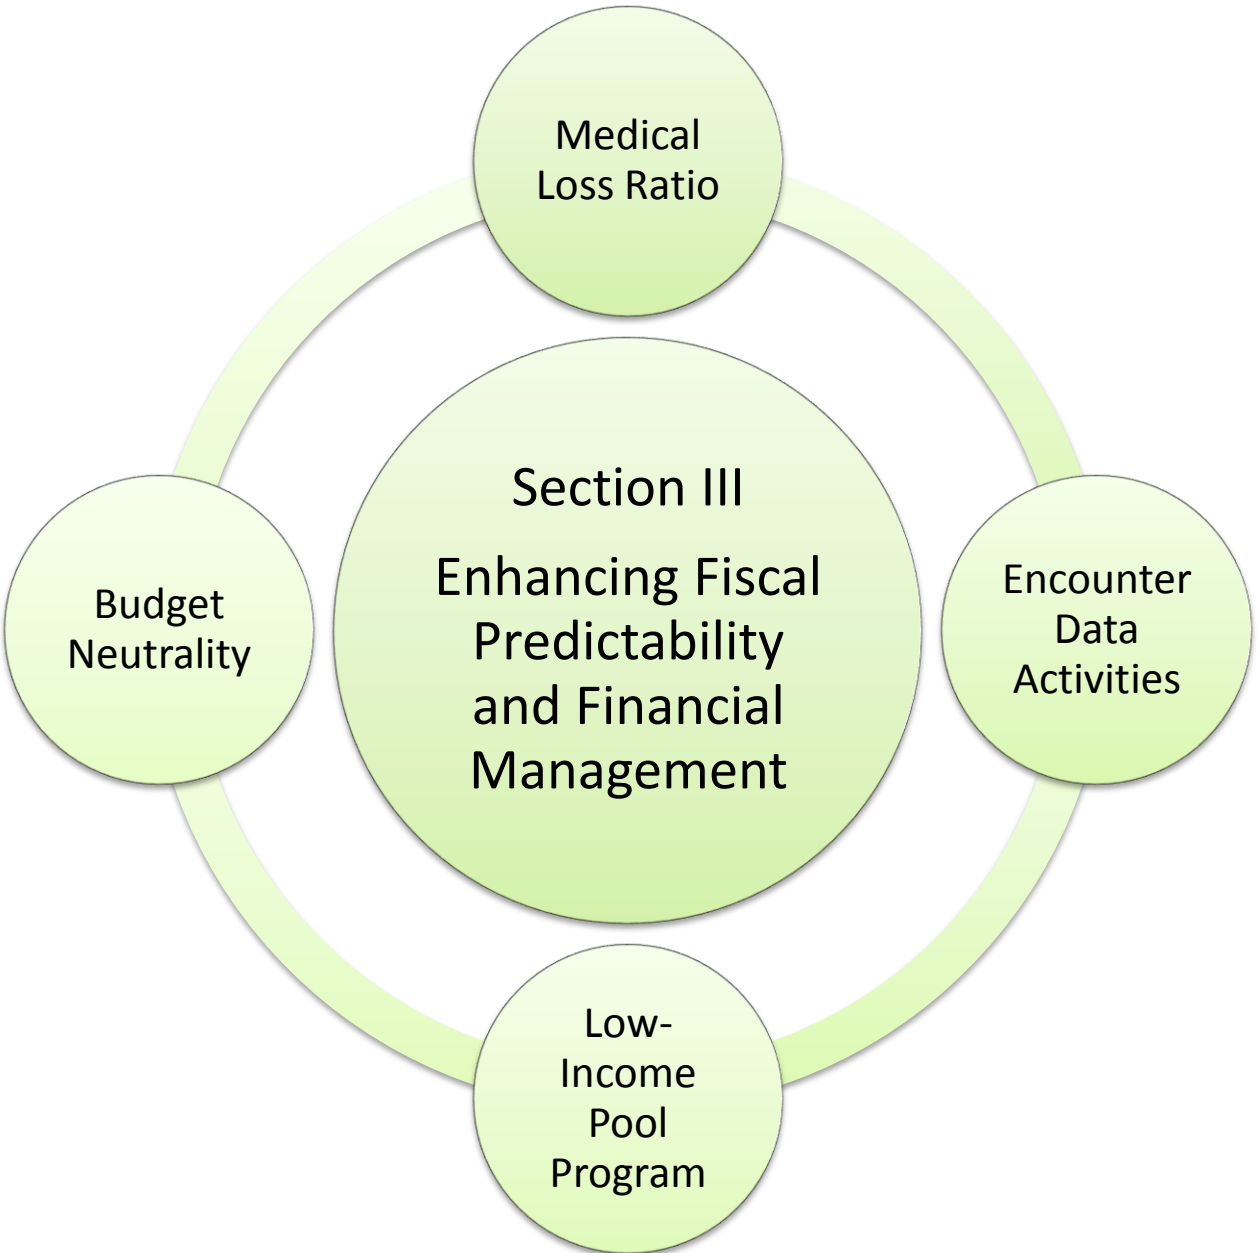 Medical
Loss Ratio
Section III
Enhancing Fiscal
Predictability
and Financial
Management
Budget
Neutrality
Encounter
Data
Activities
Low-
Income
Pool
Program